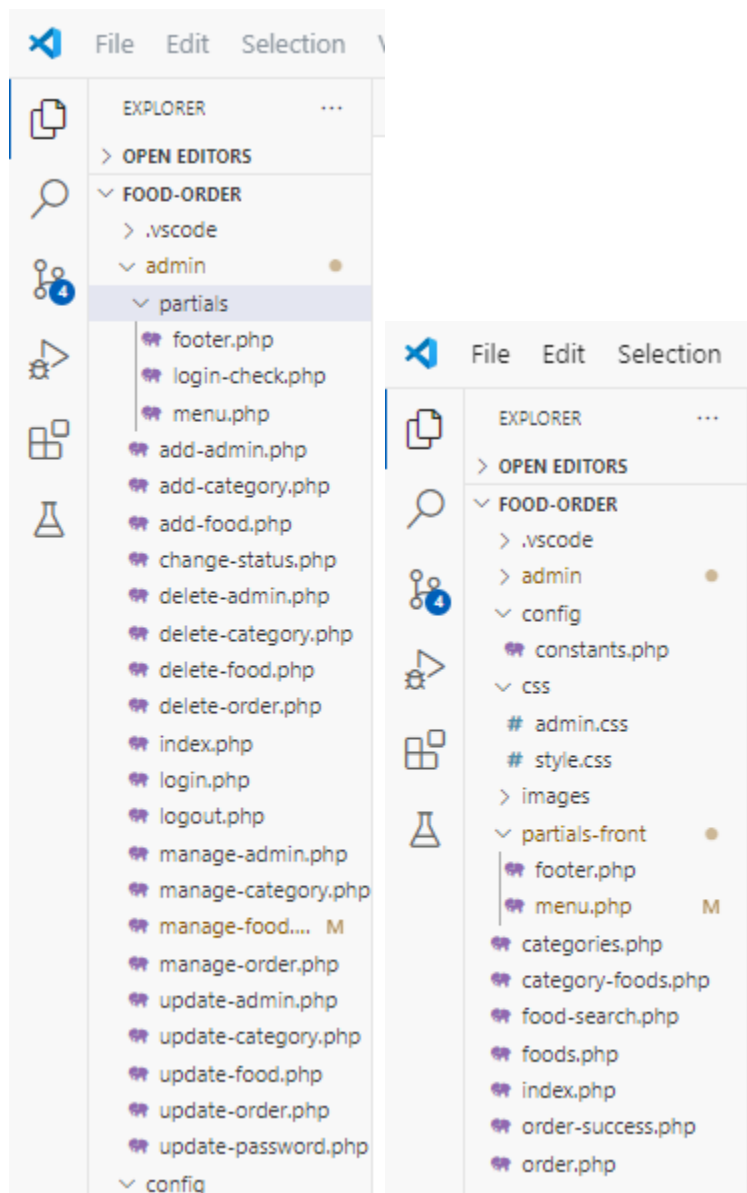 File Edit Selection
EXPLORER ...
OPEN EDITORS
FOOD-ORDER
.vscode
admin
partials
footer.php
login-check.php
menu.php
add-admin.php
add-category.php
add-food.php
change-status.php
4
delete-admin.php
delete-category.php
delete-food.php
delete-order.php
index.php
login.php
logout.php
manage-admin.php
manage-category.php
manage-food.... M
manage-order.php
update-admin.php
update-category.php
update-food.php
update-order.php
update-password.php
config
File Edit Selection
EXPLORER ...
OPEN EDITORS
FOOD-ORDER
.vscode
admin
4
config
constants.php
css
# admin.css
# style.css
images
partials-front
footer.php
menu.php M
categories.php
category-foods.php
food-search.php
foods.php
index.php
order-success.php
order.php